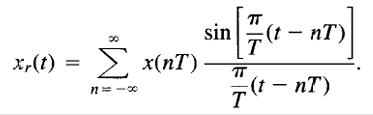 x_r(t) = \sum_{n=-\infty}^{\infty} x(nT) \frac{\sin\left[\frac{\pi}{T}(t - nT)\right]}{\frac{\pi}{T}(t - nT)}.